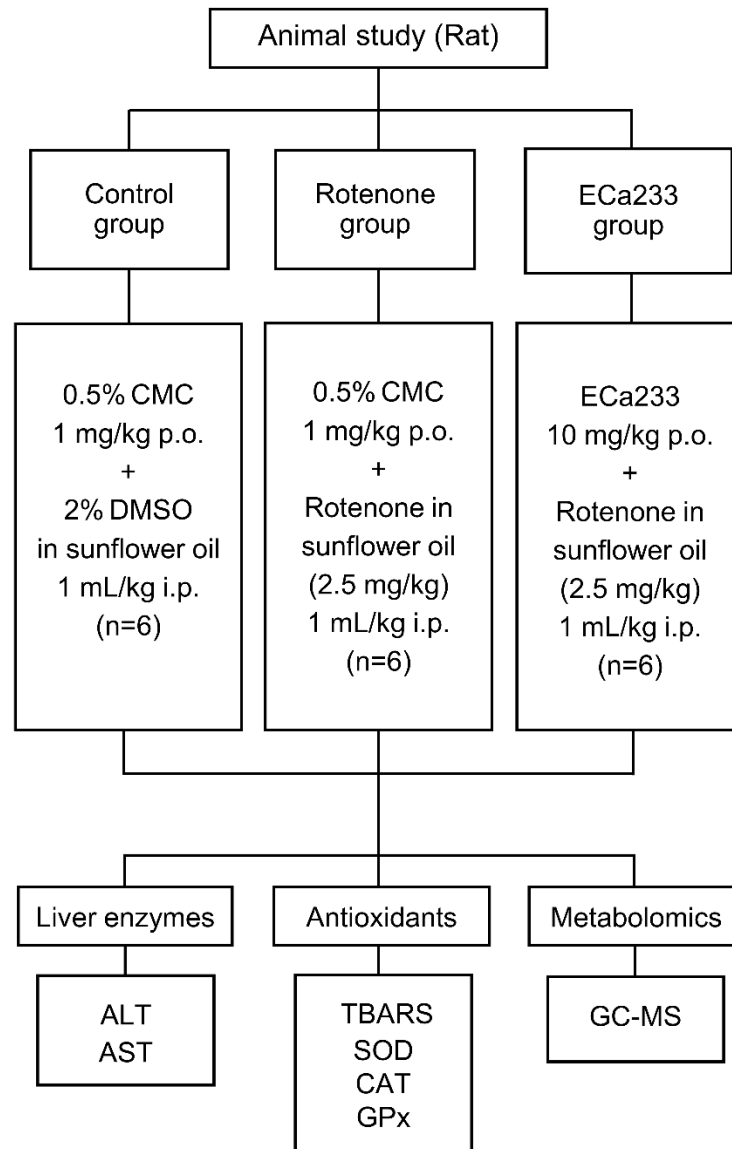 Animal study (Rat)
Control
group
Rotenone
group
ECa233
group
0.5% CMC
1 mg/kg p.o.
+
2% DMSO
in sunflower oil
1 mL/kg i.p.
(n=6)
0.5% CMC
1 mg/kg p.o.
+
Rotenone in
sunflower oil
(2.5 mg/kg)
1 mL/kg i.p.
(n=6)
ECa233
10 mg/kg p.o.
+
Rotenone in
sunflower oil
(2.5 mg/kg)
1 mL/kg i.p.
(n=6)
Liver enzymes
Antioxidants
Metabolomics
ALT
AST
TBARS
SOD
CAT
GPx
GC-MS